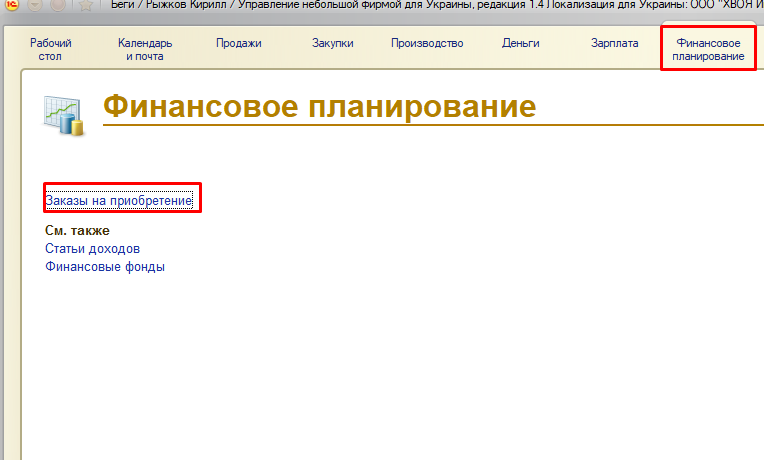 Беги / Рыжков Кирилл / Управление небольшой фирмой для Украины, редакция 1.4 Локализация для Украины: ООО "ХВОЯ И
Рабочий стол
Календарь и почта
Продажи
Закупки
Производство
Деньги
Зарплата
Финансовое планирование
Финансовое планирование
Заказы на приобретение
См. также
Статьи доходов
Финансовые фонды